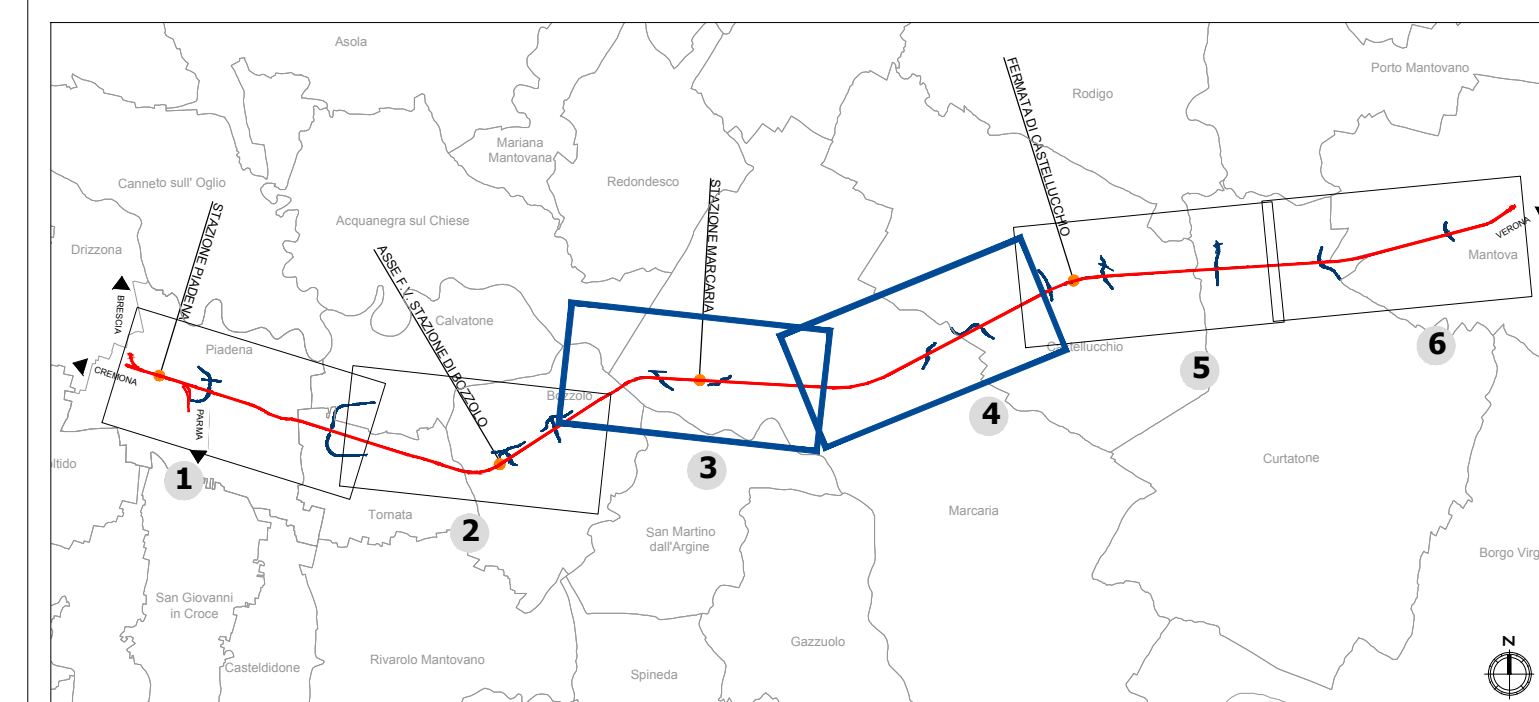 Asola
Porto Mantovano
Rodigo
FERMATA DI CASTELLUCCHIO
Mariana
Mantovana
Canneto sull' Oglio
Redondesco
STAZIONE MARCARIA
Acquanegra sul Chiese
STAZIONE PIADENA
Drizzona
ASSE F.V. STAZIONE DI BOZZOLO
VERONA
Mantova
BRESCIA
Calvatone
Piadena
Castellucchio
6
CREMONA
5
Bozzolo
PARMA
4
Curtatone
oltido
1
3
Tornata
2
Marcaria
San Martino
dall'Argine
Borgo Virg
San Giovanni
in Croce
Gazzuolo
N
Casteldidone
Rivarolo Mantovano
Spineda